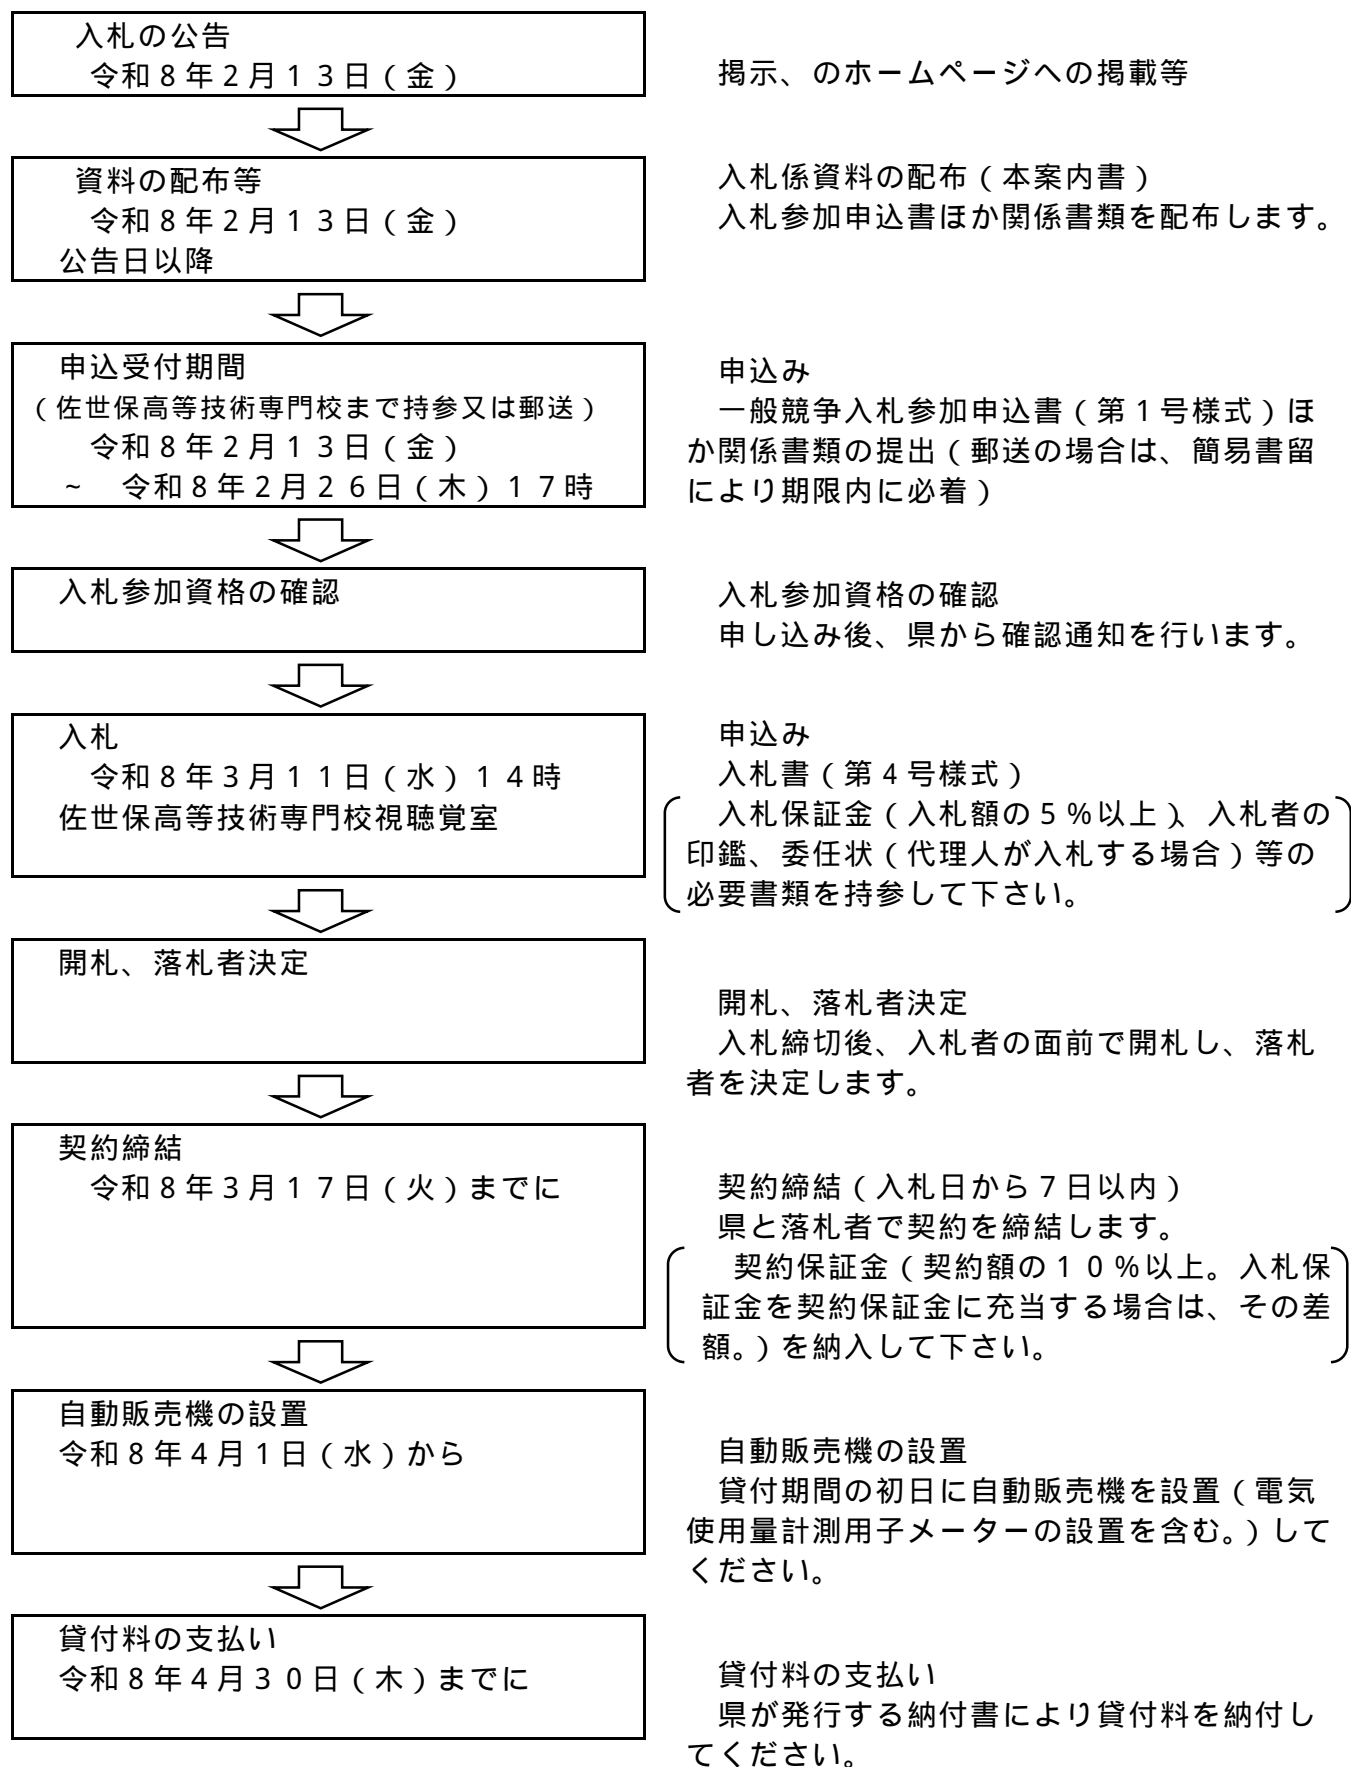 入札の公告
令和８年２月１３日（金）
掲示、のホームページへの掲載等
資料の配布等
令和８年２月１３日（金）
公告日以降
入札係資料の配布（本案内書）
入札参加申込書ほか関係書類を配布します。
申込受付期間
（佐世保高等技術専門校まで持参又は郵送）
令和８年２月１３日（金）
~　令和８年２月２６日（木）１７時
申込み
一般競争入札参加申込書（第１号様式）ほ
か関係書類の提出（郵送の場合は、簡易書留
により期限内に必着）
入札参加資格の確認
入札参加資格の確認
申し込み後、県から確認通知を行います。
入札
令和８年３月１１日（水）１４時
佐世保高等技術専門校視聴覚室
申込み
入札書（第４号様式）
入札保証金（入札額の５％以上）、入札者の
印鑑、委任状（代理人が入札する場合）等の
必要書類を持参して下さい。
開札、落札者決定
開札、落札者決定
入札締切後、入札者の面前で開札し、落札
者を決定します。
契約締結
令和８年３月１７日（火）までに
契約締結（入札日から７日以内）
県と落札者で契約を締結します。
契約保証金（契約額の１０％以上。入札保
証金を契約保証金に充当する場合は、その差
額。）を納入して下さい。
自動販売機の設置
令和８年４月１日（水）から
自動販売機の設置
貸付期間の初日に自動販売機を設置（電気
使用量計測用子メーターの設置を含む。）して
ください。
貸付料の支払い
令和８年４月３０日（木）までに
貸付料の支払い
県が発行する納付書により貸付料を納付し
てください。